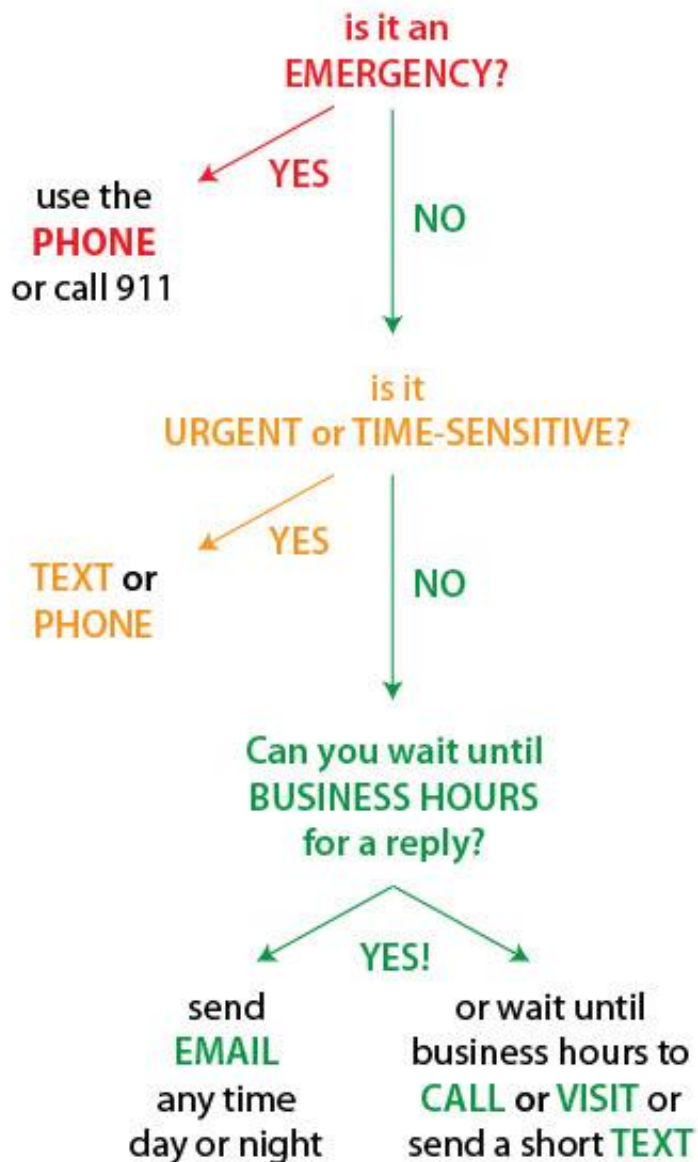 is it an
EMERGENCY?
YES
use the
PHONE
or call 911
NO
is it
URGENT or TIME-SENSITIVE?
YES
TEXT or
PHONE
NO
Can you wait until
BUSINESS HOURS
for a reply?
YES!
send
EMAIL
any time
day or night
or wait until
business hours to
CALL or VISIT or
send a short TEXT